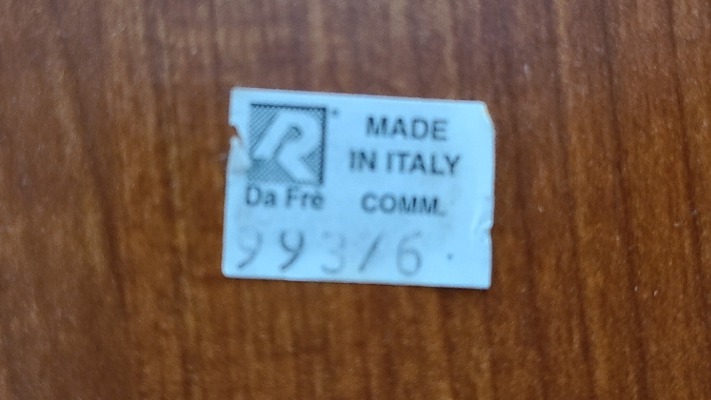 MADE
IN ITALY
Da Frè COMM.
993/6